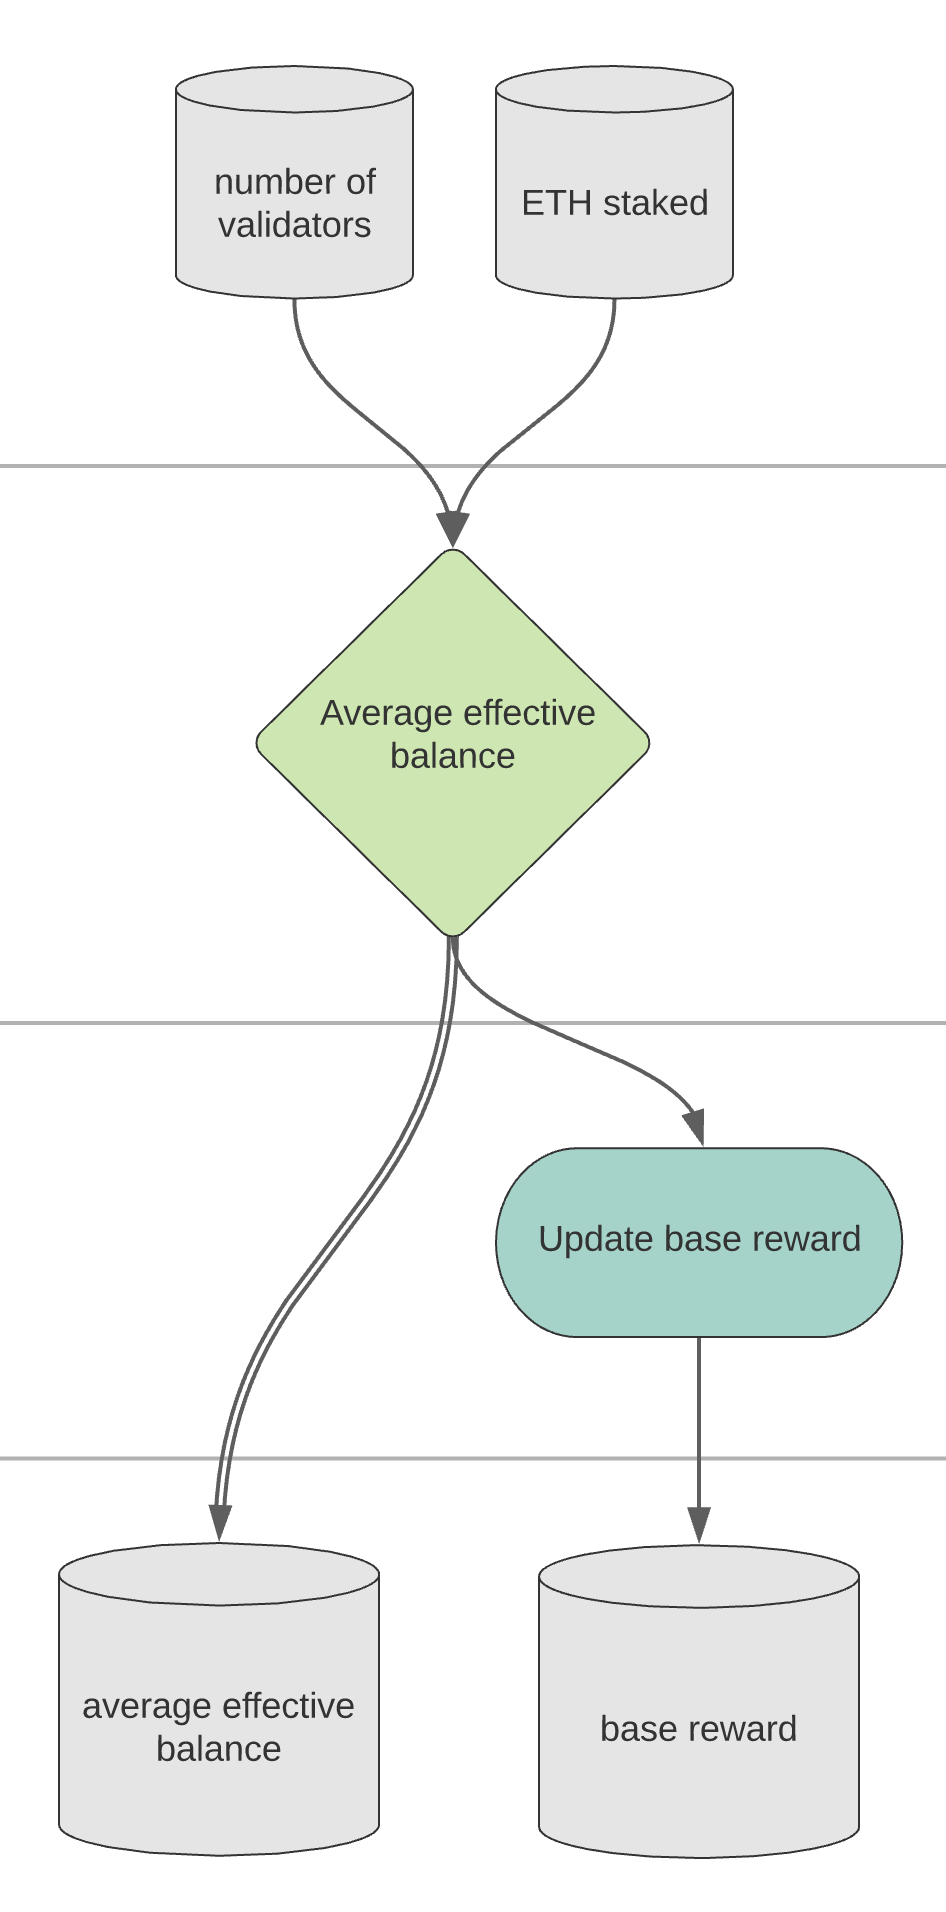 number of
validators
ETH staked
Average effective
balance
Update base reward
average effective
balance
base reward